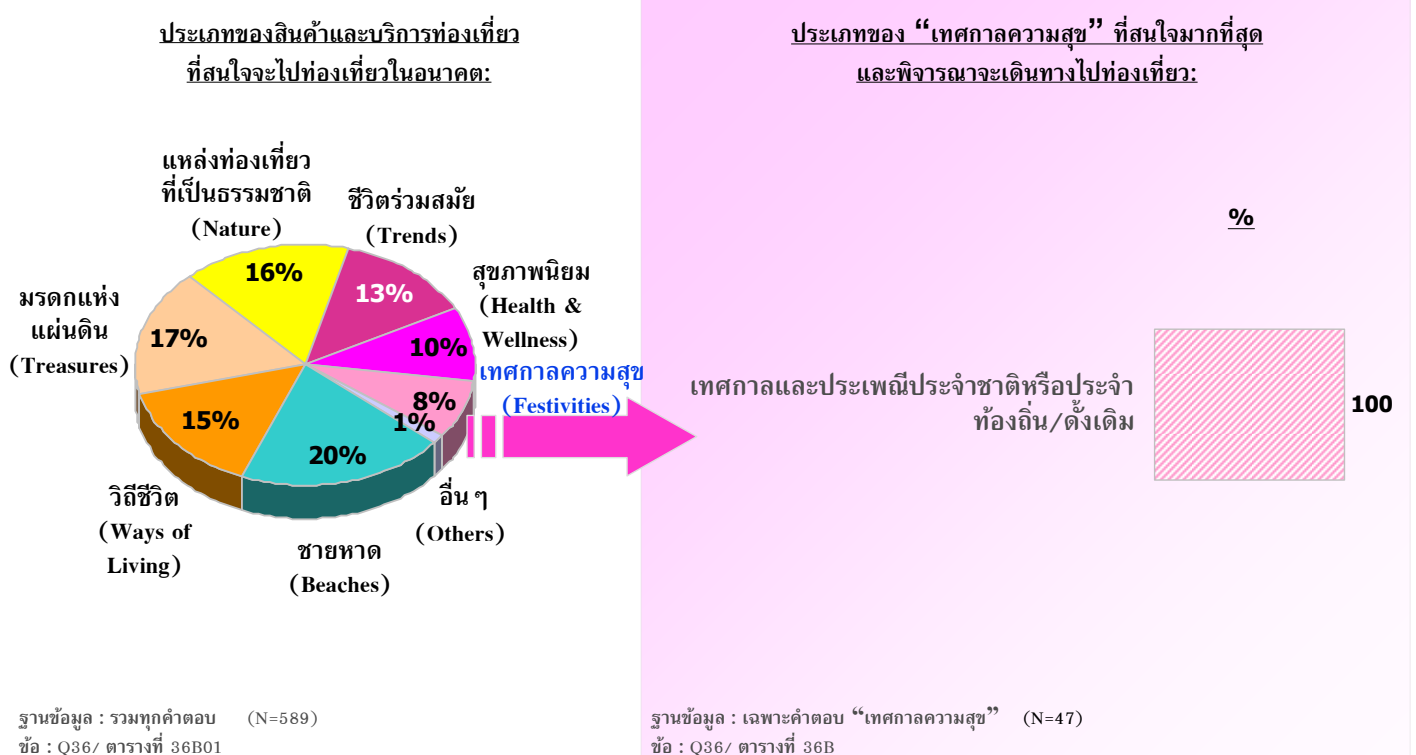 ประเภทของสินค้าและบริการท่องเที่ยว
ที่สนใจจะไปท่องเที่ยวในอนาคต:
แหล่งท่องเที่ยว
ที่เป็นธรรมชาติ
(Nature)
ชีวิตร่วมสมัย
(Trends)
สุขภาพนิยม
(Health &
Wellness)
มรดกแห่ง
แผ่นดิน
(Treasures)
16%
13%
17%
10%
เทศกาลความสุข
(Festivities)
8%
1%
15%
20%
วิถีชีวิต
(Ways of
Living)
ชายหาด
(Beaches)
อื่น ๆ
(Others)
ฐานข้อมูล : รวมทุกคำตอบ (N=589)
ข้อ : Q36/ ตารางที่ 36B01
ประเภทของ “เทศกาลความสุข” ที่สนใจมากที่สุด
และพิจารณาจะเดินทางไปท่องเที่ยว:
%
เทศกาลและประเพณีประจำชาติหรือประจำ
ท้องถิ่น/ดั้งเดิม
100
ฐานข้อมูล : เฉพาะคำตอบ “เทศกาลความสุข” (N=47)
ข้อ : Q36/ ตารางที่ 36B